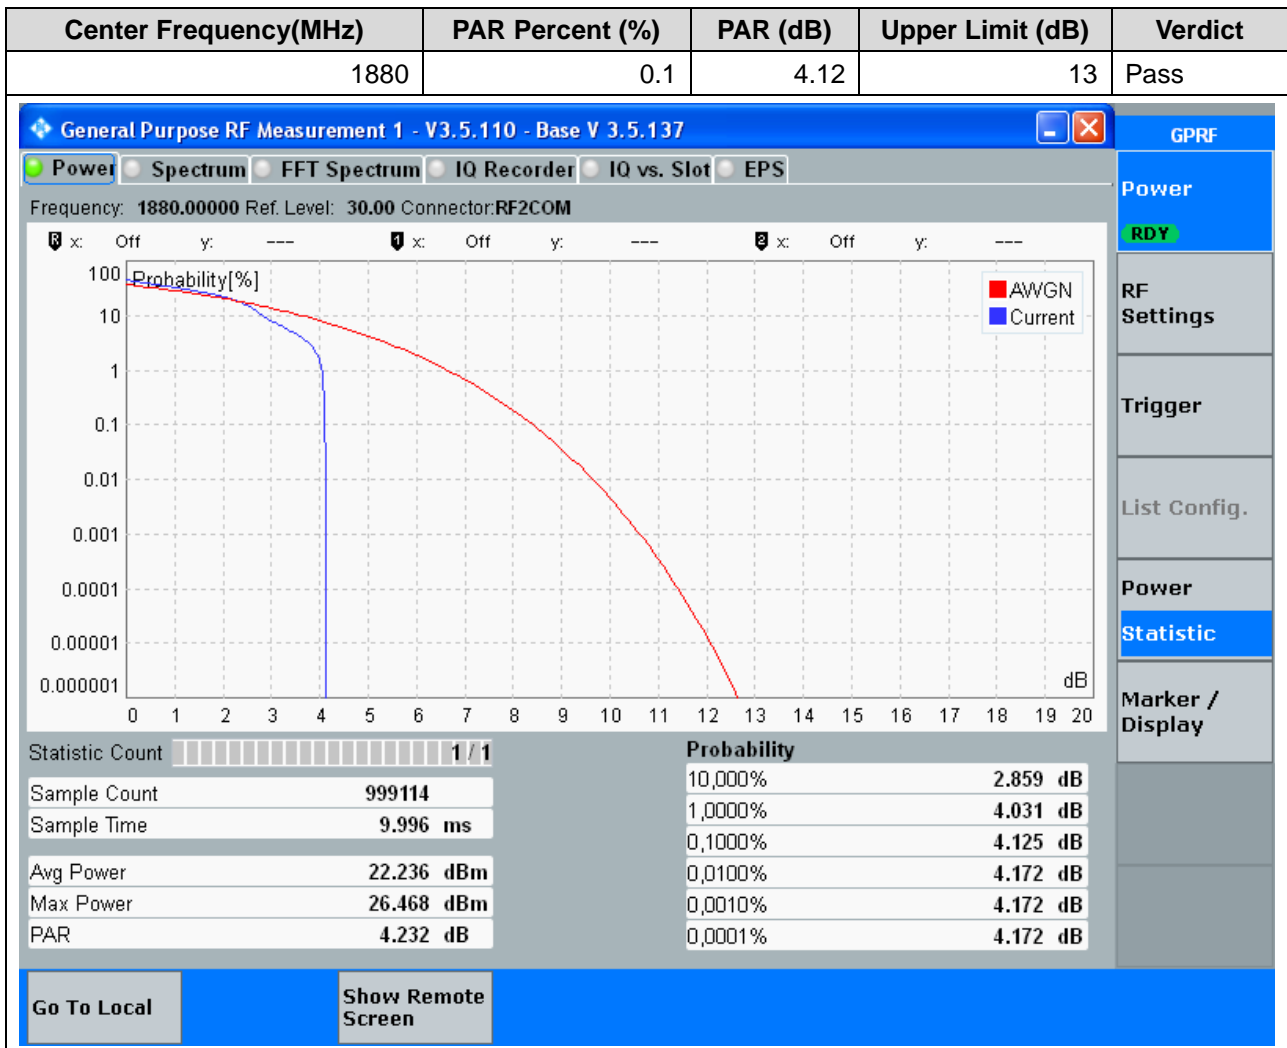 Center Frequency(MHz) PAR Percent (%) PAR (dB) Upper Limit (dB) Verdict
1880 0.1 4.12 13 Pass
General Purpose RF Measurement 1 - V3.5.110 - Base V 3.5.137
GPRF
Power Spectrum FFT Spectrum IQ Recorder IQ vs. Slot EPS
Frequency: 1880.00000 Ref. Level: 30.00 Connector:RF2COM
R x: Off y: --- 1 x: Off y: --- 2 x: Off y: ---
Probability[%]
AWGN
Current
100
10
1
0.1
0.01
0.001
0.0001
0.00001
0.000001
dB
0 1 2 3 4 5 6 7 8 9 10 11 12 13 14 15 16 17 18 19 20
Statistic Count 1 / 1
Sample Count 999114
Sample Time 9.996 ms
Avg Power 22.236 dBm
Max Power 26.468 dBm
PAR 4.232 dB
Probability
10,000% 2.859 dB
1,0000% 4.031 dB
0,1000% 4.125 dB
0,0100% 4.172 dB
0,0010% 4.172 dB
0,0001% 4.172 dB
Power
RDY
RF
Settings
Trigger
List Config.
Power
Statistic
Marker /
Display
Go To Local
Show Remote
Screen